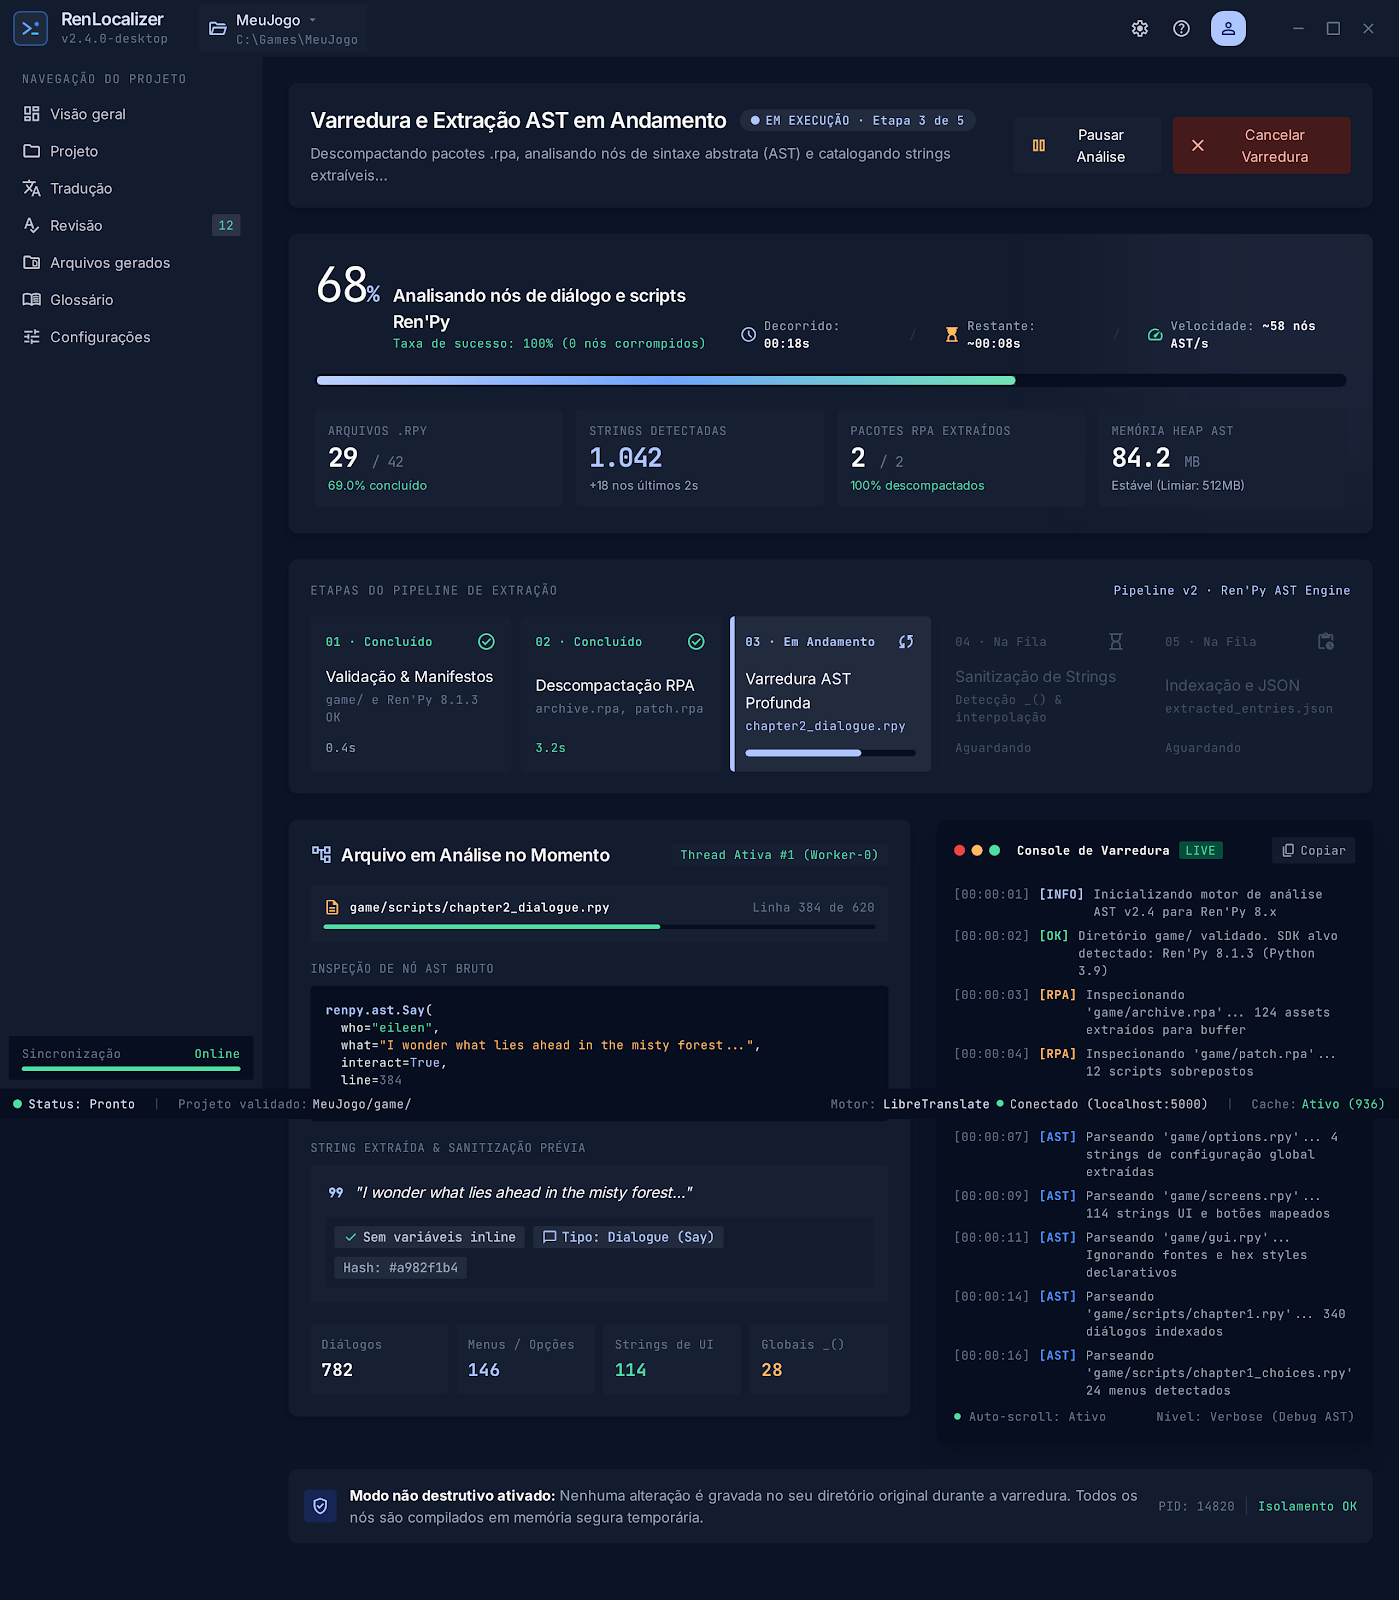 RenLocalizer
v2.4.0-desktop
MeuJogo
C:\Games\MeuJogo
NAVEGAÇÃO DO PROJETO
Visão geral
Projeto
Tradução
Revisão
12
Arquivos gerados
Glossário
Configurações
Sincronização
Online
Varredura e Extração AST em Andamento
EM EXECUÇÃO · Etapa 3 de 5
Descompactando pacotes .rpa, analisando nós de sintaxe abstrata (AST) e catalogando strings
extraíveis...
Pausar
Análise
Cancelar
Varredura
68%
Analisando nós de diálogo e scripts
Ren'Py
Taxa de sucesso: 100% (0 nós corrompidos)
Decorrido:
00:18s
/
Restante:
~00:08s
/
Velocidade: ~58 nós
AST/s
ARQUIVOS .RPY
29 / 42
69.0% concluído
STRINGS DETECTADAS
1.042
+18 nos últimos 2s
PACOTES RPA EXTRAÍDOS
2 / 2
100% descompactados
MEMÓRIA HEAP AST
84.2 MB
Estável (Limiar: 512MB)
ETAPAS DO PIPELINE DE EXTRAÇÃO
Pipeline v2 · Ren'Py AST Engine
01 · Concluído
Validação & Manifestos
game/ e Ren'Py 8.1.3
OK
0.4s
02 · Concluído
Descompactação RPA
archive.rpa, patch.rpa
3.2s
03 · Em Andamento
Varredura AST
Profunda
chapter2_dialogue.rpy
04 · Na Fila
Sanitização de Strings
Detecção _() &
interpolação
Aguardando
05 · Na Fila
Indexação e JSON
extracted_entries.json
Aguardando
Arquivo em Análise no Momento
Thread Ativa #1 (Worker-0)
game/scripts/chapter2_dialogue.rpy
Linha 384 de 620
INSPEÇÃO DE NÓ AST BRUTO
renpy.ast.Say(
who="eileen",
what="I wonder what lies ahead in the misty forest...",
interact=True,
line=384
STRING EXTRAÍDA & SANITIZAÇÃO PRÉVIA
"I wonder what lies ahead in the misty forest..."
Sem variáveis inline
Tipo: Dialogue (Say)
Hash: #a982f1b4
Diálogos
782
Menus / Opções
146
Strings de UI
114
Globais _()
28
Console de Varredura
LIVE
Copiar
[00:00:01] [INFO] Inicializando motor de análise
AST v2.4 para Ren'Py 8.x
[00:00:02] [OK] Diretório game/ validado. SDK alvo
detectado: Ren'Py 8.1.3 (Python
3.9)
[00:00:03] [RPA] Inspecionando
'game/archive.rpa'... 124 assets
extraídos para buffer
[00:00:04] [RPA] Inspecionando 'game/patch.rpa'...
12 scripts sobrepostos
Status: Pronto
|
Projeto validado: MeuJogo/game/
Motor: LibreTranslate
Conectado (localhost:5000)
|
Cache: Ativo (936)
[00:00:07] [AST] Parseando 'game/options.rpy'... 4
strings de configuração global
extraídas
[00:00:09] [AST] Parseando 'game/screens.rpy'...
114 strings UI e botões mapeados
[00:00:11] [AST] Parseando 'game/gui.rpy'...
Ignorando fontes e hex styles
declarativos
[00:00:14] [AST] Parseando
'game/scripts/chapter1.rpy'... 340
diálogos indexados
[00:00:16] [AST] Parseando
'game/scripts/chapter1_choices.rpy'
24 menus detectados
Auto-scroll: Ativo
Nível: Verbose (Debug AST)
Modo não destrutivo ativado: Nenhuma alteração é gravada no seu diretório original durante a varredura. Todos os
nós são compilados em memória segura temporária.
PID: 14820
Isolamento OK